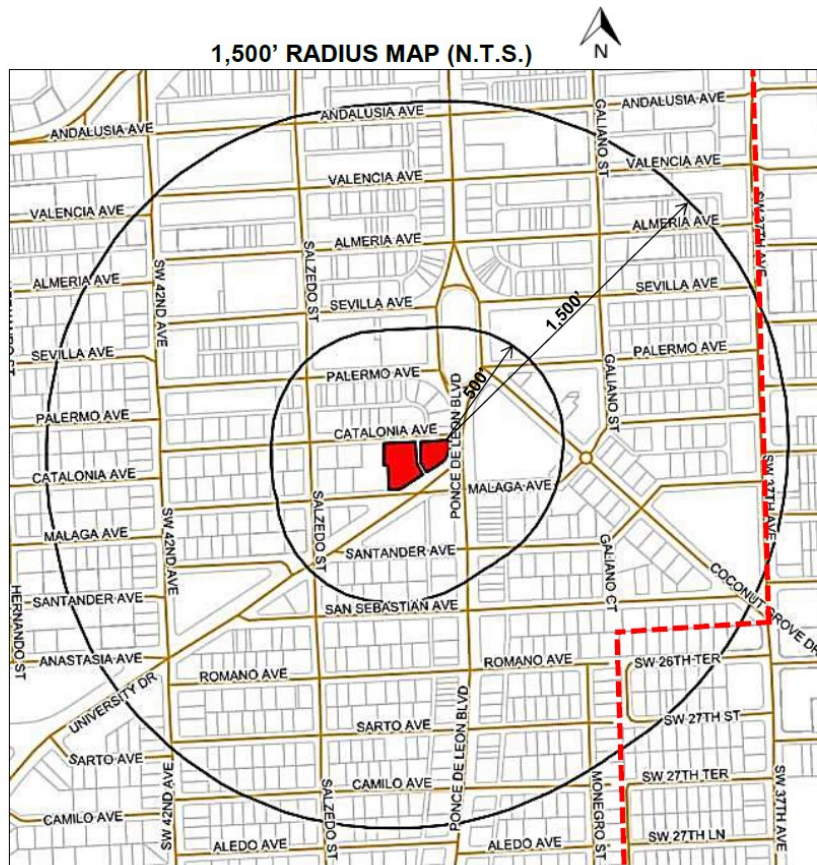 1,500’ RADIUS MAP (N.T.S.)
N
ANDALUSIA AVE
ANDALUSIA AVE
ANDALUSIA AVE
GALIANO ST
VALENCIA AVE
VALENCIA AVE
VALENCIA AVE
SW 37TH AVE
ALMERIA AVE
ALMERIA AVE
ALMERIA AVE
SALZEDO ST
SW 42ND AVE
SEVILLA AVE
SEVILLA AVE
SEVILLA AVE
1,500’
500’
PALERMO AVE
PALERMO AVE
PALERMO AVE
GALIANO ST
PONCE DE LEON BLVD
CATALONIA AVE
CATALONIA AVE
MALAGA AVE
MALAGA AVE
SW 37TH AVE
SALZEDO ST
SW 42ND AVE
SANTANDER AVE
SANTANDER AVE
GALIANO CT
COCONUT GROVE DR
HERNANDO ST
SAN SEBASTIAN AVE
ANASTASIA AVE
ROMANO AVE
ROMANO AVE
SW 26TH TER
UNIVERSITY DR
PONCE DE LEON BLVD
SARTO AVE
SARTO AVE
SW 27TH ST
SW 42ND AVE
SALZEDO ST
CAMILO AVE
CAMILO AVE
MONEGRO ST
SW 27TH TER
SW 37TH AVE
ALEDO AVE
ALEDO AVE
SW 27TH LN